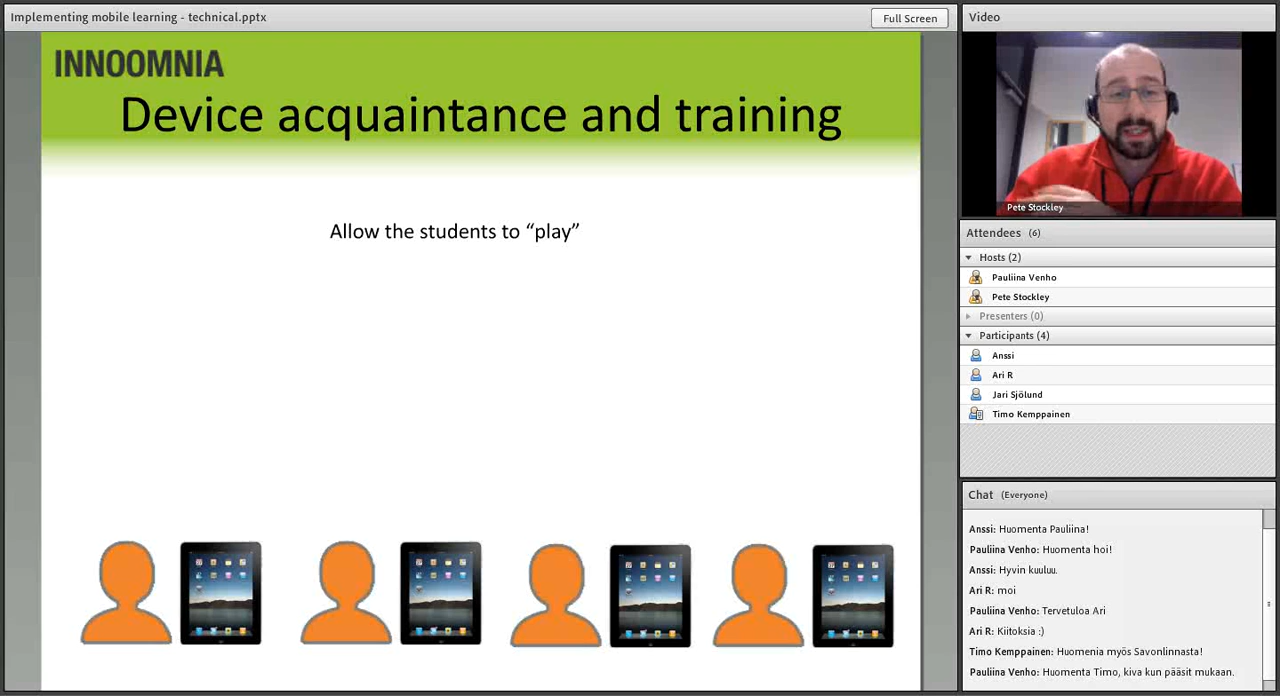 Implementing mobile learning - technical.pptx
Full Screen
INNOOMNIA
Device acquaintance and training
Allow the students to “play”
Video
Pete Stockley
Attendees (6)
Hosts (2)
Pauliina Venho
Pete Stockley
Presenters (0)
Participants (4)
Anssi
Ari R
Jari Sjölund
Timo Kemppainen
Chat (Everyone)
Anssi: Huomenta Pauliina!
Pauliina Venho: Huomenta hoi!
Anssi: Hyvin kuuluu.
Ari R: moi
Pauliina Venho: Tervetuloa Ari
Ari R: Kiitoksia :)
Timo Kemppainen: Huomenia myös Savonlinnasta!
Pauliina Venho: Huomenta Timo, kiva kun pääsit mukaan.